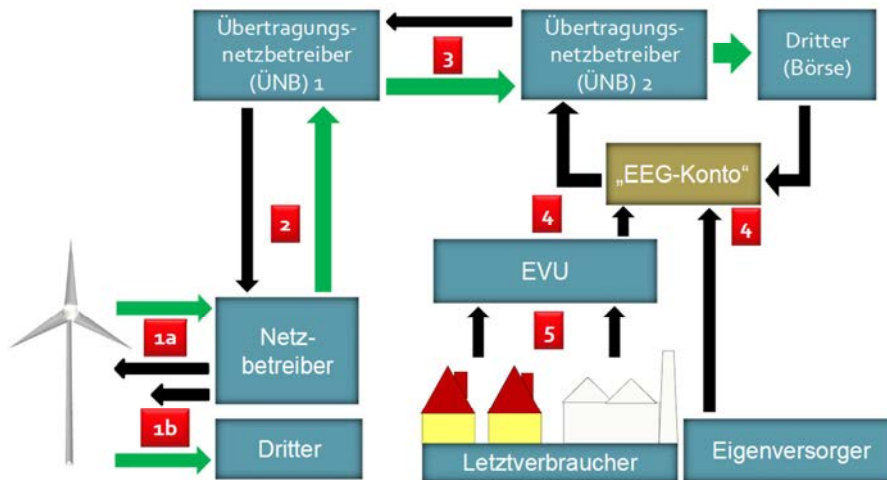 Übertragungs-
netzbetreiber
(ÜNB) 1
3
Übertragungs-
netzbetreiber
(ÜNB) 2
Dritter
(Börse)
„EEG-Konto“
2
4
4
EVU
1a
Netz-
betreiber
5
1b
Dritter
Letztverbraucher
Eigenversorger